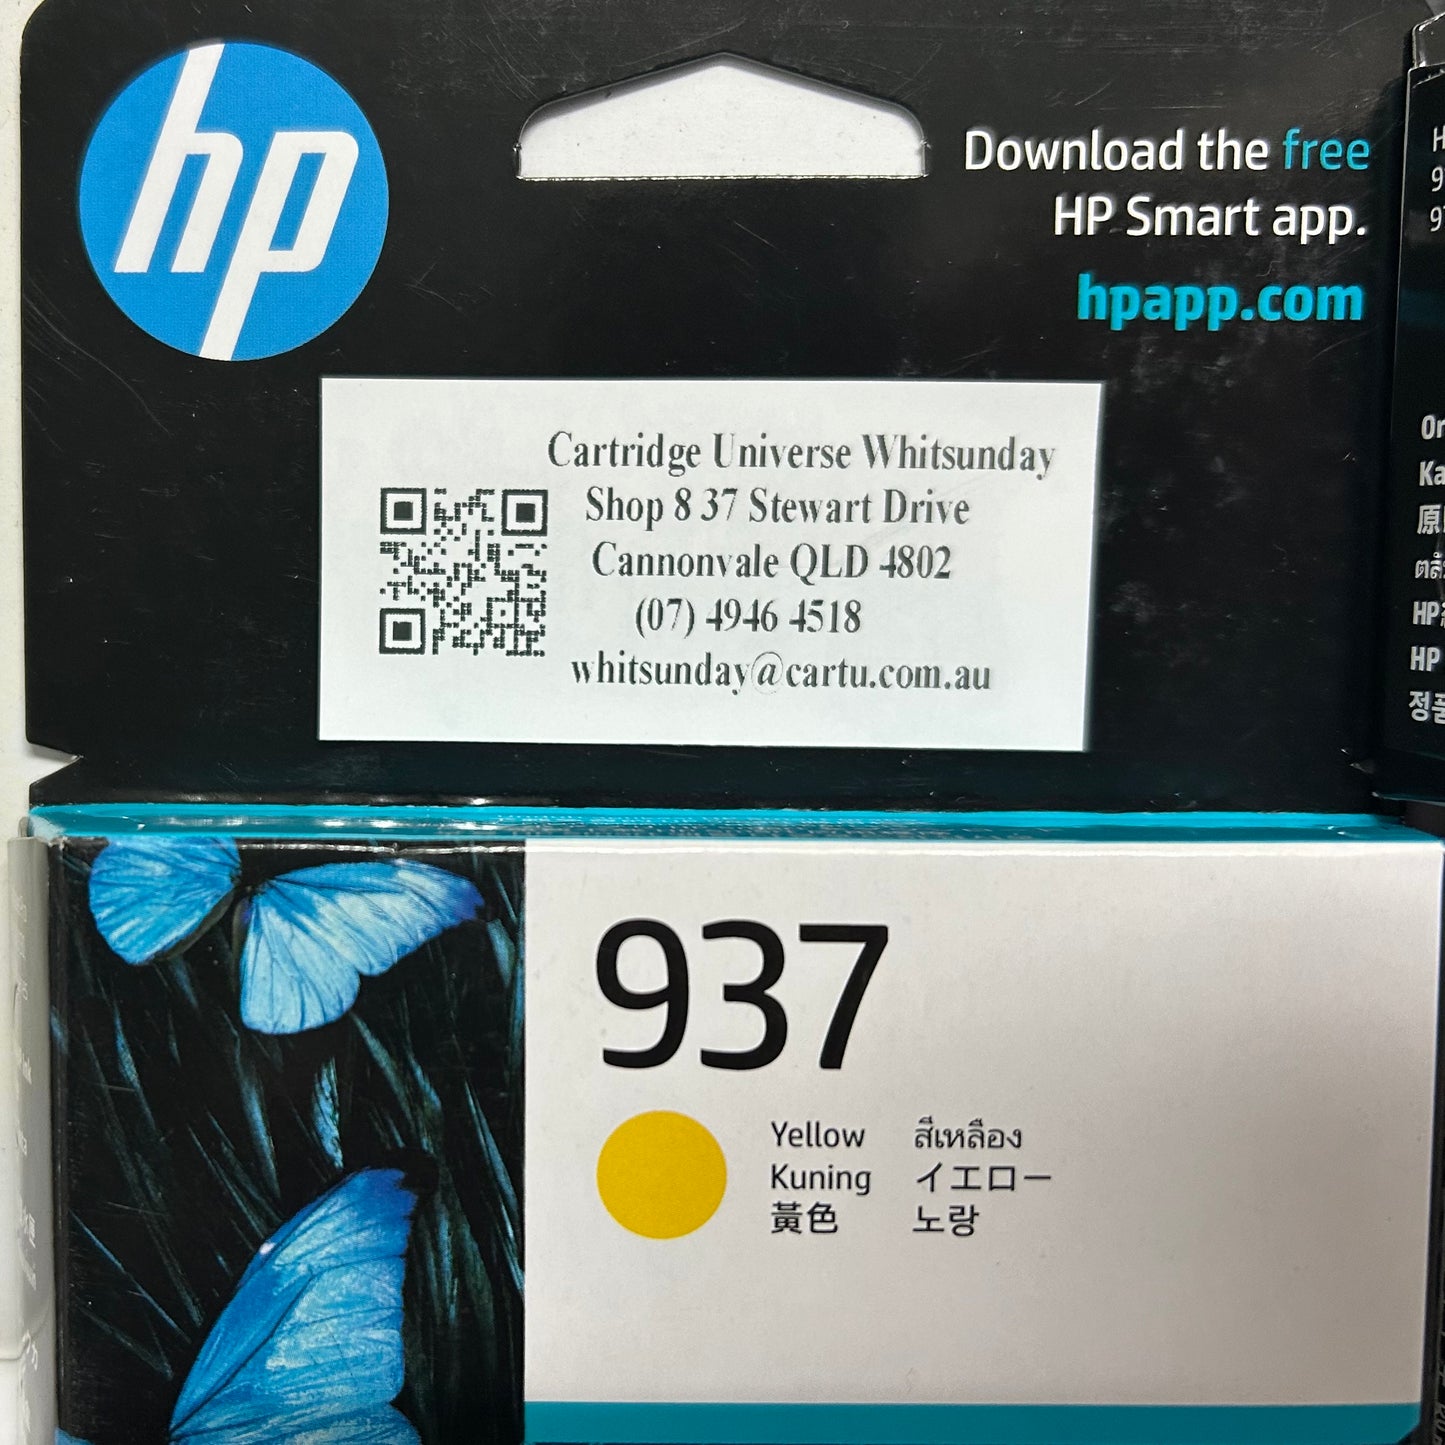 hp
Download the free
HP Smart app.
hpapp.com
Cartridge Universe Whitsunday
Shop 8 37 Stewart Drive
Cannonvale QLD 4802
(07) 4946 4518
whitsunday@cartu.com.au
937
Yellow สีเหลือง
Kuning イエロー
黃色 노랑
HP